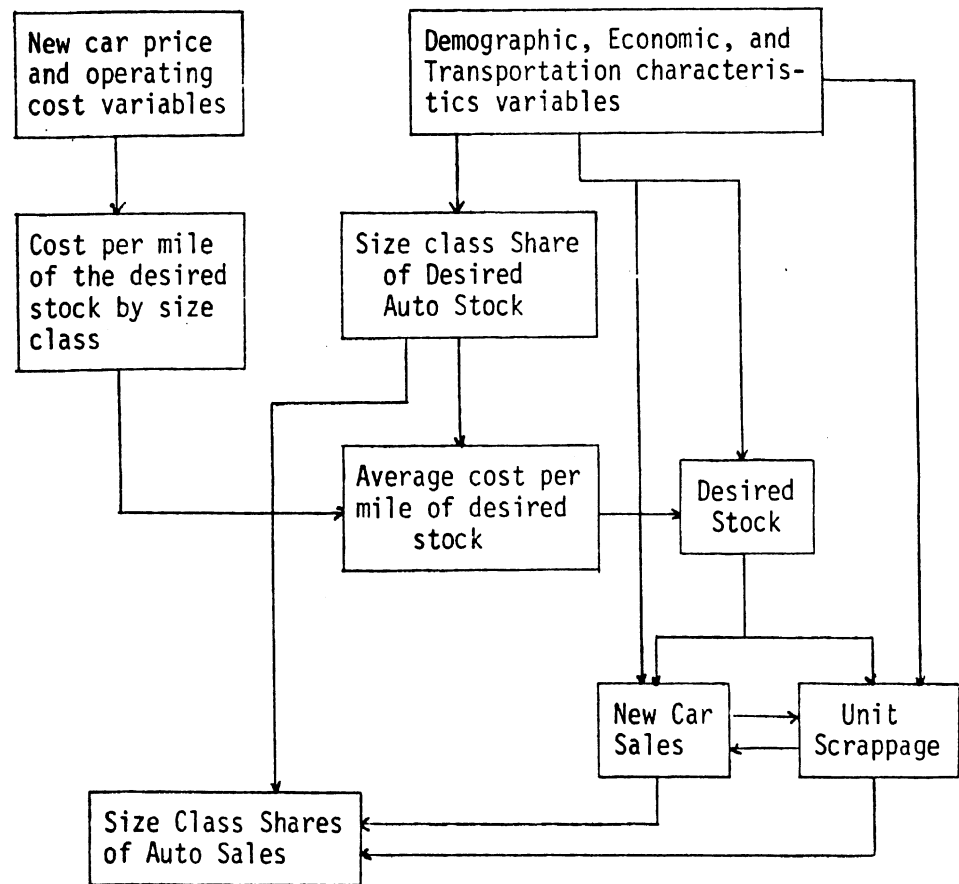 New car price
and operating
cost variables
Demographic, Economic, and
Transportation characteris-
tics variables
Cost per mile
of the desired
stock by size
class
Size class Share
of Desired
Auto Stock
Average cost per
mile of desired
stock
Desired
Stock
New Car
Sales
Unit
Scrappage
Size Class Shares
of Auto Sales